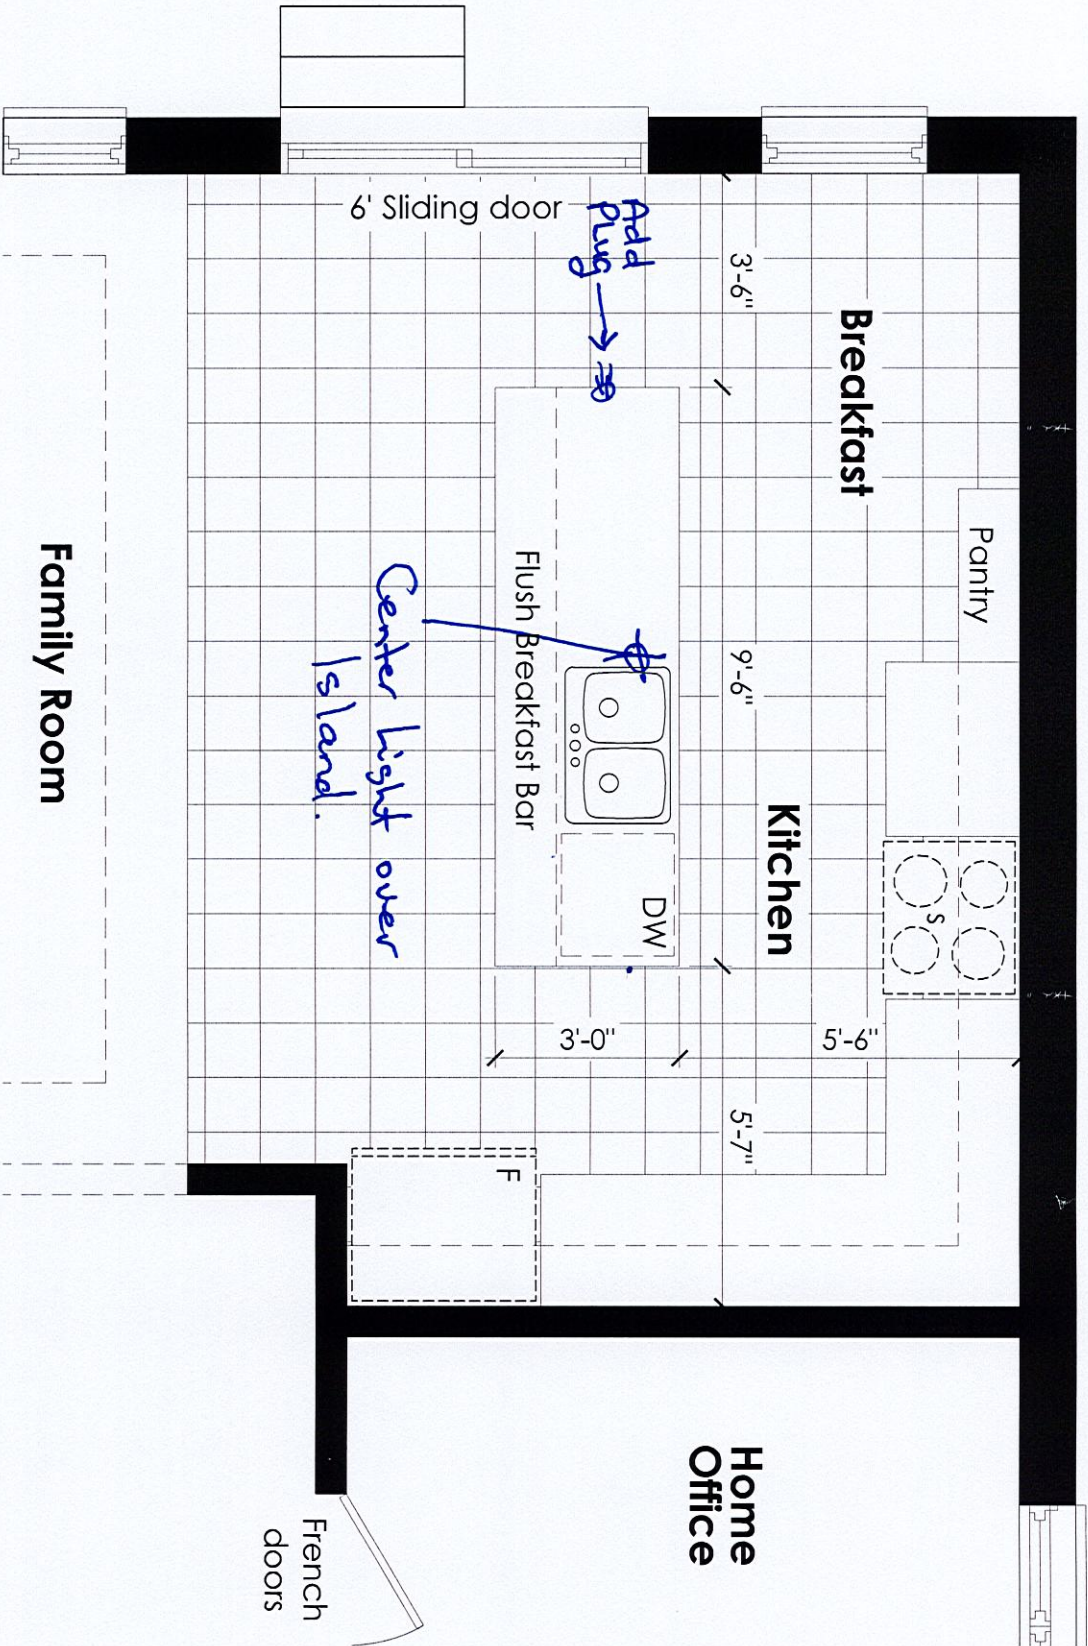 6' Sliding door
Add
Plug
3'-6"
Breakfast
Pantry
Family Room
Center Light over
Island.
Flush Breakfast Bar
9'-6"
Kitchen
S
DW
3'-0"
5'-6"
5'-7"
F
Home
Office
French
doors